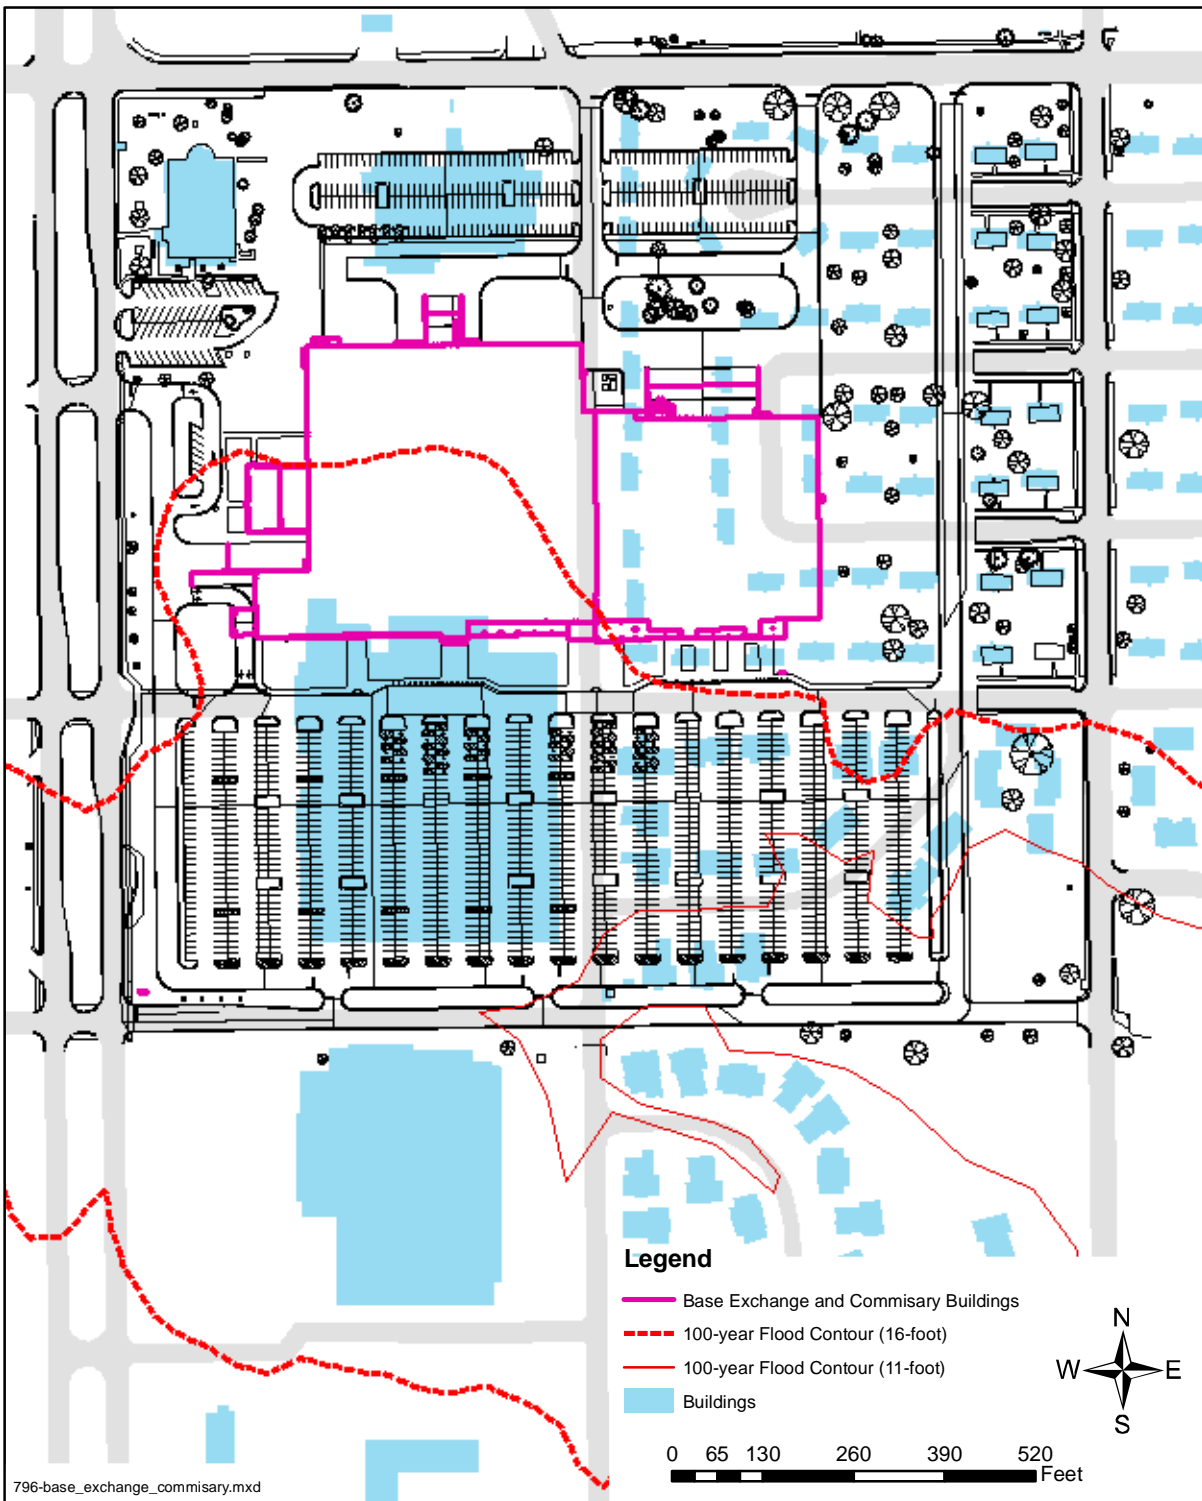 Legend
Base Exchange and Commisary Buildings
100-year Flood Contour (16-foot)
100-year Flood Contour (11-foot)
Buildings
N
W E
S
0 65 130 260 390 520
Feet
796-base_exchange_commisary.mxd